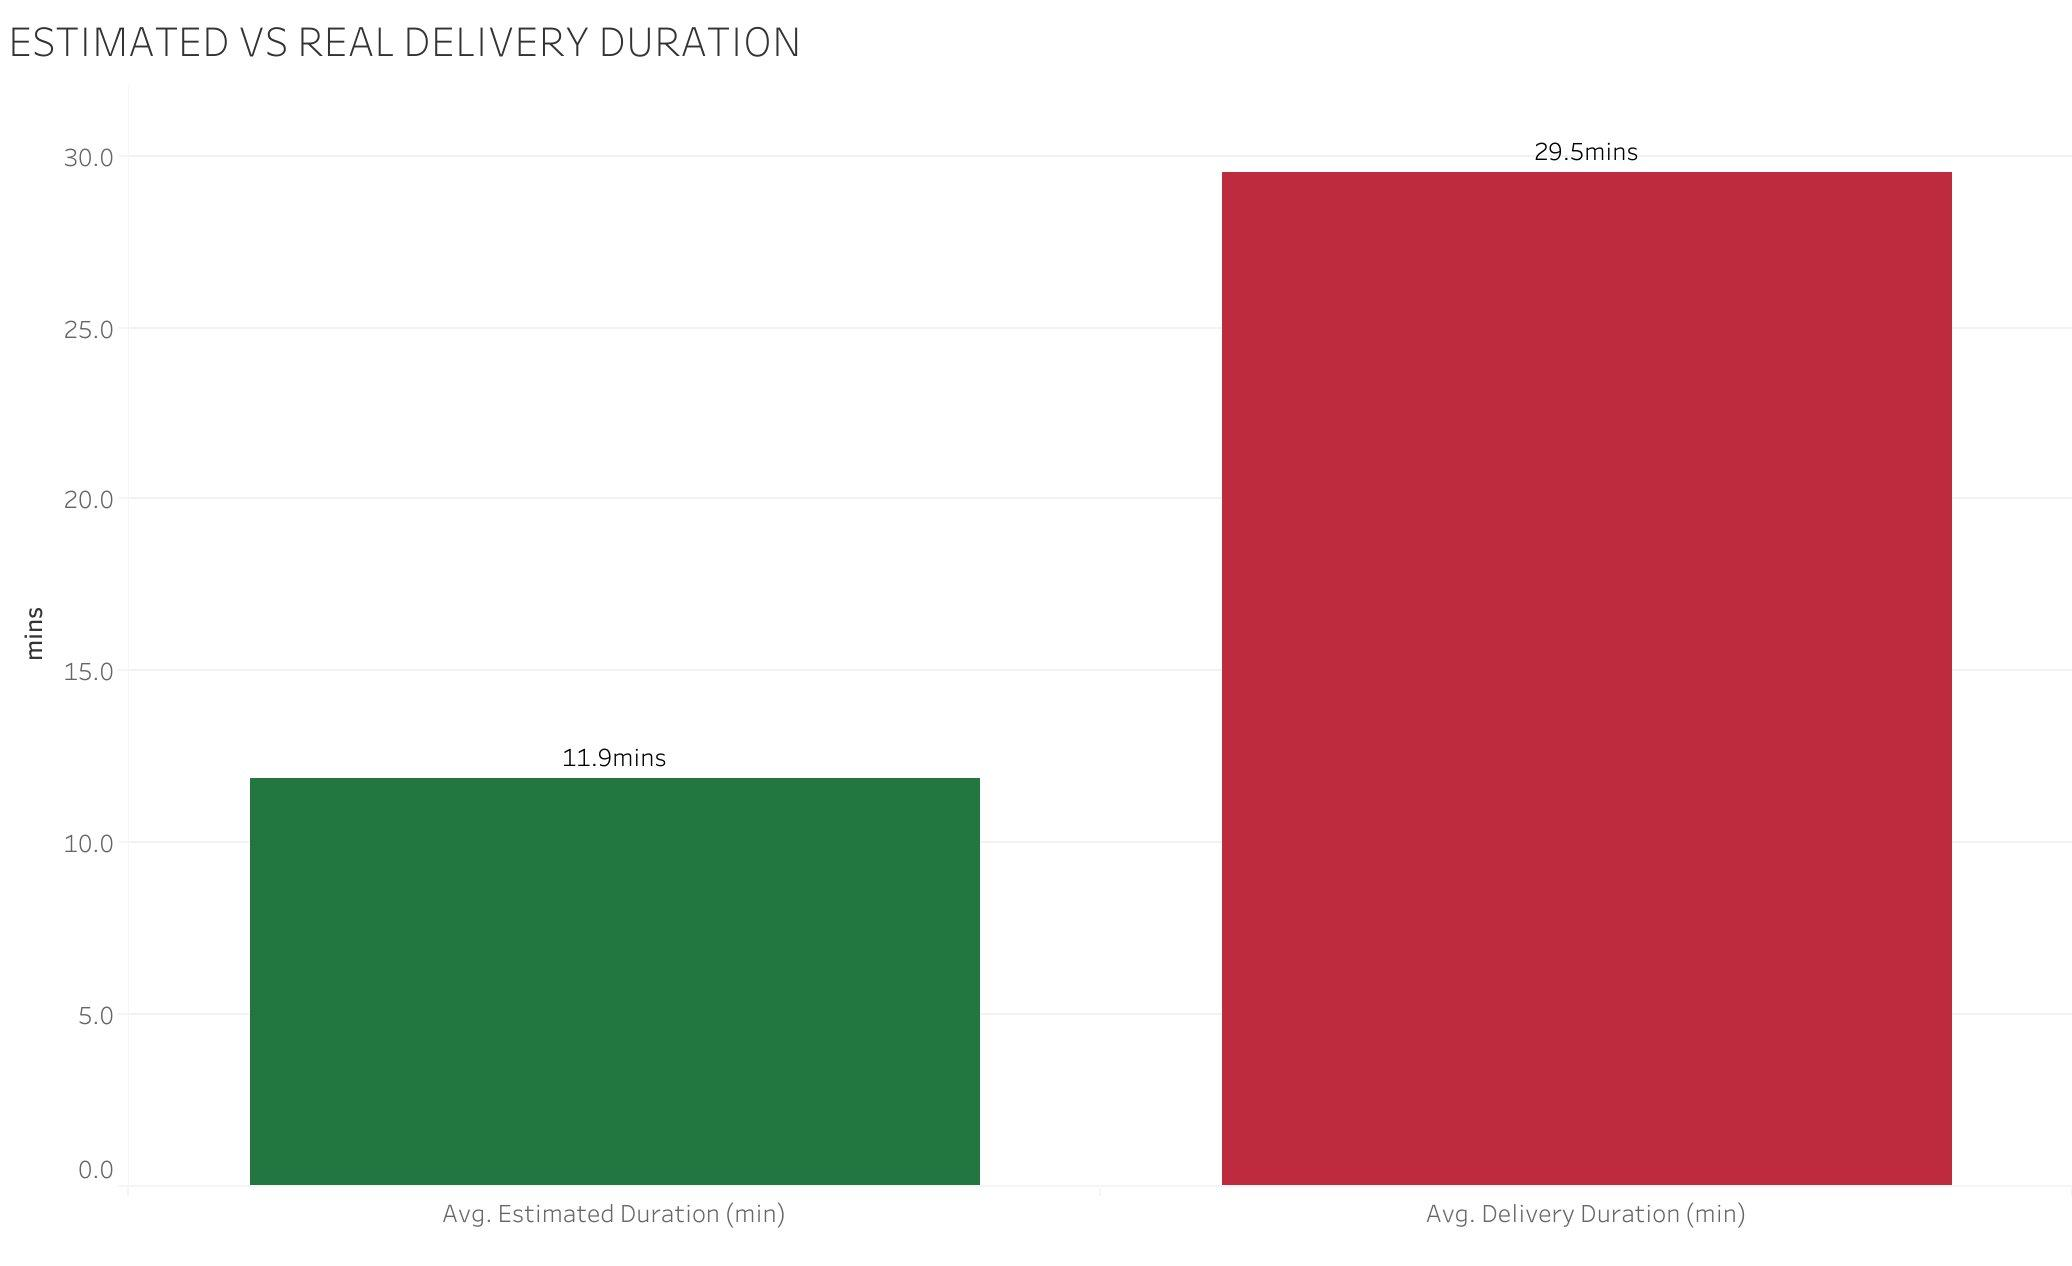 ESTIMATED VS REAL DELIVERY DURATION
30.0
29.5mins
25.0
20.0
mins
15.0
11.9mins
10.0
5.0
0.0
Avg. Estimated Duration (min)
Avg. Delivery Duration (min)